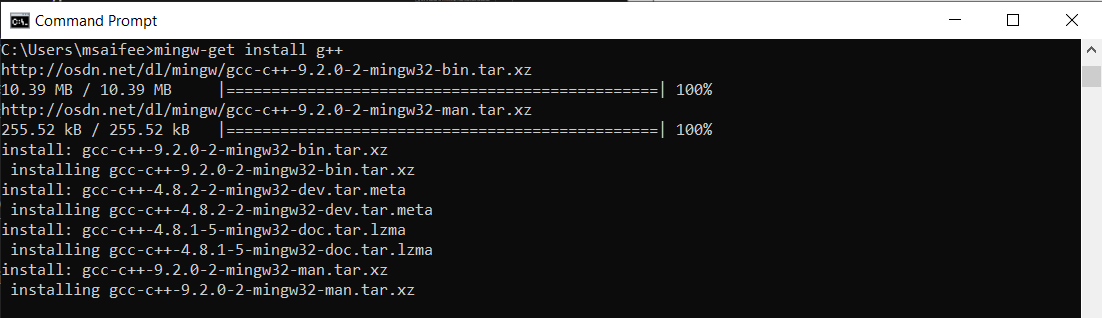 Command Prompt
C:\Users\msaifee>mingw-get install g++
http://osdn.net/dl/mingw/gcc-c++-9.2.0-2-mingw32-bin.tar.xz
10.39 MB / 10.39 MB     |================================================| 100%
http://osdn.net/dl/mingw/gcc-c++-9.2.0-2-mingw32-man.tar.xz
255.52 kB / 255.52 kB   |================================================| 100%
install: gcc-c++-9.2.0-2-mingw32-bin.tar.xz
 installing gcc-c++-9.2.0-2-mingw32-bin.tar.xz
install: gcc-c++-4.8.2-2-mingw32-dev.tar.meta
 installing gcc-c++-4.8.2-2-mingw32-dev.tar.meta
install: gcc-c++-4.8.1-5-mingw32-doc.tar.lzma
 installing gcc-c++-4.8.1-5-mingw32-doc.tar.lzma
install: gcc-c++-9.2.0-2-mingw32-man.tar.xz
 installing gcc-c++-9.2.0-2-mingw32-man.tar.xz